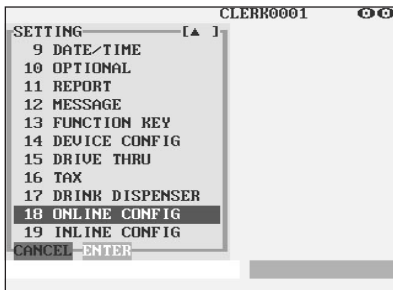 CLERK0001
SETTING [▲ ]
9 DATE/TIME
10 OPTIONAL
11 REPORT
12 MESSAGE
13 FUNCTION KEY
14 DEVICE CONFIG
15 DRIVE THRU
16 TAX
17 DRINK DISPENSER
18 ONLINE CONFIG
19 INLINE CONFIG
CANCEL ENTER